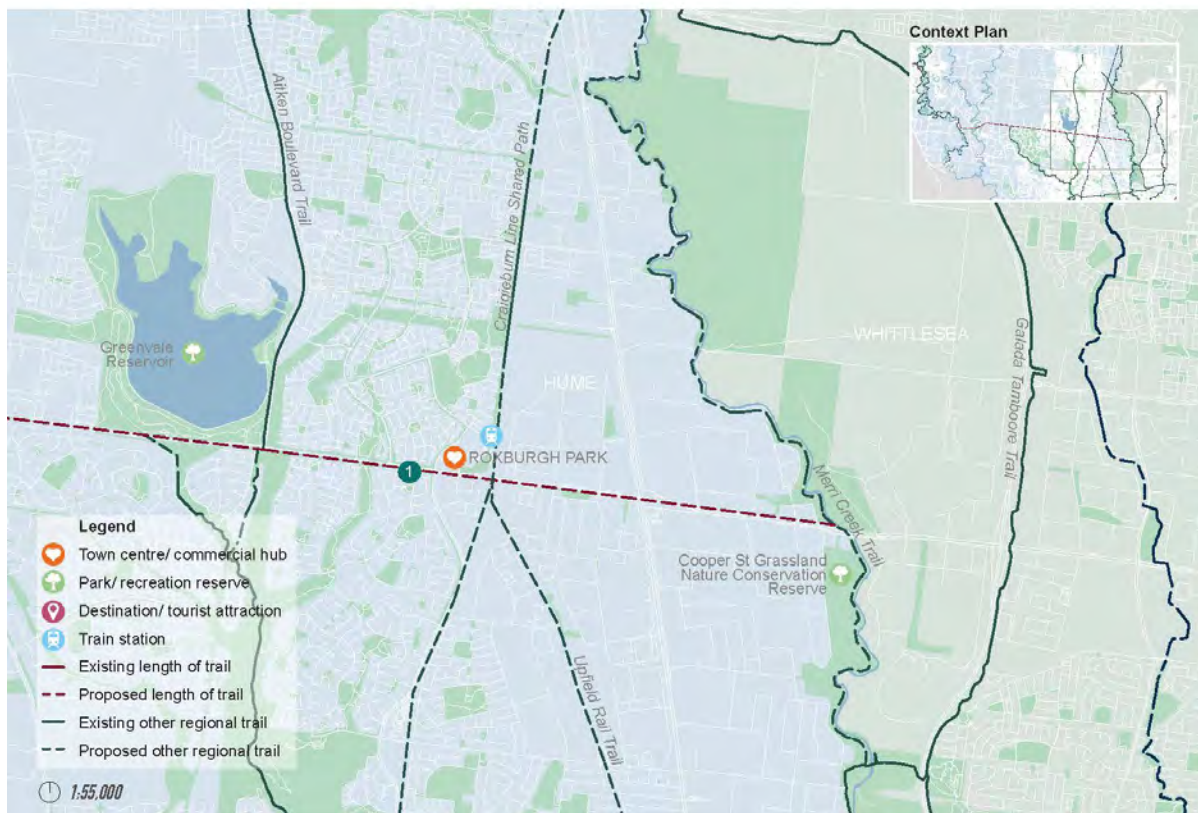 Context Plan
Aitken Boulevard Trail
Craigieburn Line Shared Path
Greenvale
Reservoir
HUME
WHITTLESEA
Galada Tamboore Trail
ROXBURGH PARK
1
Merri Creek Trail
Cooper St Grassland
Nature Conservation
Reserve
Upfield Rail Trail
Legend
Town centre/ commercial hub
Park/ recreation reserve
Destination/ tourist attraction
Train station
Existing length of trail
Proposed length of trail
Existing other regional trail
Proposed other regional trail
1:55,000